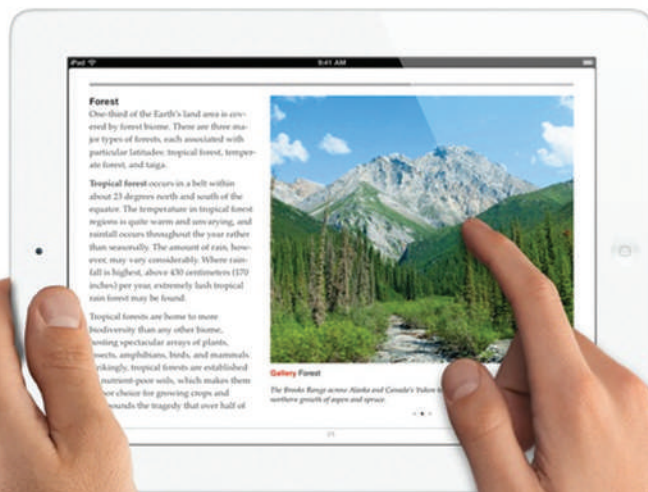 iPad
9:41 AM
Forest
One-third of the Earth's land area is cov-
ered by forest biome. There are three ma-
jor types of forests, each associated with
particular latitudes: tropical forest, temper-
ate forest, and taiga.
Tropical forest occurs in a belt within
about 23 degrees north and south of the
equator. The temperature in tropical forest
regions is quite warm and unvarying, and
rainfall occurs throughout the year rather
than seasonally. The amount of rain, how-
ever, may vary considerably. Where rain-
fall is highest, above 430 centimeters (170
inches) per year, extremely lush tropical
rain forest may be found.
Tropical forests are home to more
biodiversity than any other biome,
hosting spectacular arrays of plants,
insects, amphibians, birds, and mammals
rikingly, tropical forests are established
nutrient-poor soils, which makes them
oor choice for growing crops and
ounds the tragedy that over half of
Gallery Forest
The Brooks Range across Alaska and Canada's Yukon
northern growth of aspen and spruce.